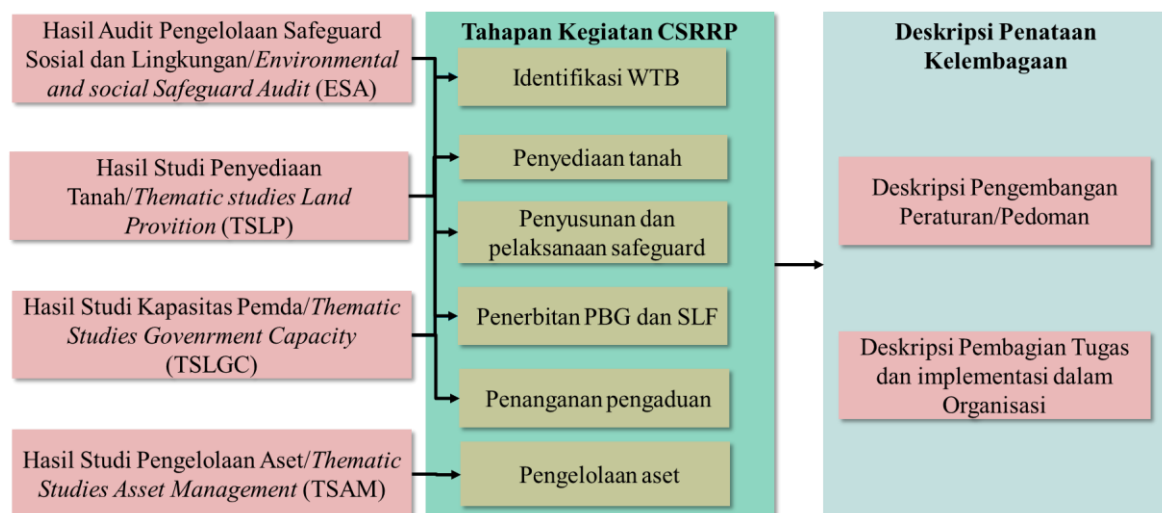 Hasil Audit Pengelolaan Safeguard
Sosial dan Lingkungan/Environmental
and social Safeguard Audit (ESA)
Hasil Studi Penyediaan
Tanah/Thematic studies Land
Provition (TSLP)
Hasil Studi Kapasitas Pemda/Thematic
Studies Govenrment Capacity
(TSLGC)
Hasil Studi Pengelolaan Aset/Thematic
Studies Asset Management (TSAM)
Tahapan Kegiatan CSRRP
Identifikasi WTB
Penyediaan tanah
Penyusunan dan
pelaksanaan safeguard
Penerbitan PBG dan SLF
Penanganan pengaduan
Pengelolaan aset
Deskripsi Penataan
Kelembagaan
Deskripsi Pengembangan
Peraturan/Pedoman
Deskripsi Pembagian Tugas
dan implementasi dalam
Organisasi